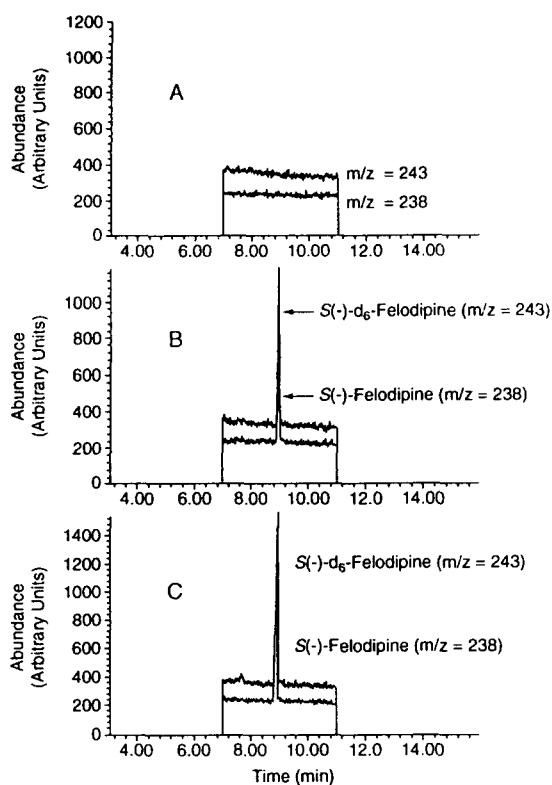 1200
1000
800
600
400
200
0
Abundance
(Arbitrary Units)
A
m/z = 243
m/z = 238
4.00 6.00 8.00 10.00 12.00 14.00
1000
800
600
400
200
0
Abundance
(Arbitrary Units)
B
S(-)-d₆-Felodipine (m/z = 243)
S(-)-Felodipine (m/z = 238)
4.00 6.00 8.00 10.00 12.00 14.00
1400
1200
1000
800
600
400
200
0
Abundance
(Arbitrary Units)
C
S(-)-d₆-Felodipine (m/z = 243)
S(-)-Felodipine (m/z = 238)
4.00 6.00 8.00 10.00 12.00 14.00
Time (min)